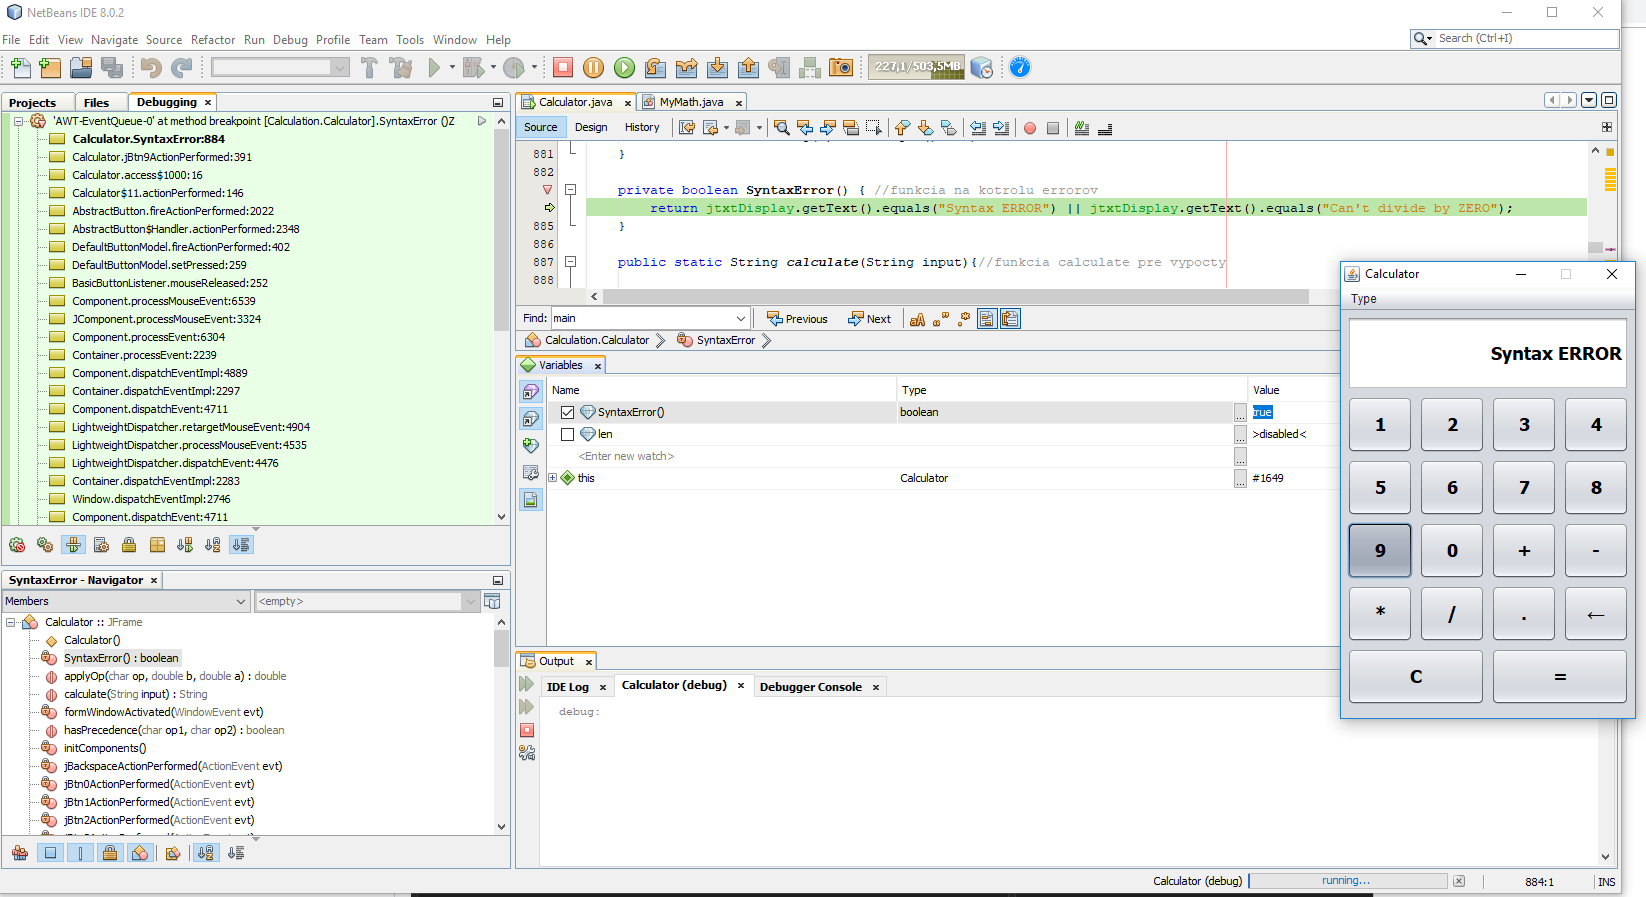 NetBeans IDE 8.0.2
File Edit View Navigate Source Refactor Run Debug Profile Team Tools Window Help
Search (Ctrl+I)
227,1/503,5MB
Projects Files Debugging
'AWT-EventQueue-0' at method breakpoint [Calculation.Calculator].SyntaxError ()Z
Calculator.SyntaxError:884
Calculator.jBtn9ActionPerformed:391
Calculator.access$1000:16
Calculator$11.actionPerformed:146
AbstractButton.fireActionPerformed:2022
AbstractButton$Handler.actionPerformed:2348
DefaultButtonModel.fireActionPerformed:402
DefaultButtonModel.setPressed:259
BasicButtonListener.mouseReleased:252
Component.processMouseEvent:6539
JComponent.processMouseEvent:3324
Component.processEvent:6304
Container.processEvent:2239
Component.dispatchEventImpl:4889
Container.dispatchEventImpl:2297
Component.dispatchEvent:4711
LightweightDispatcher.retargetMouseEvent:4904
LightweightDispatcher.processMouseEvent:4535
LightweightDispatcher.dispatchEvent:4476
Container.dispatchEventImpl:2283
Window.dispatchEventImpl:2746
Component.dispatchEvent:4711
SyntaxError - Navigator
Members <empty>
Calculator :: JFrame
Calculator()
SyntaxError() : boolean
applyOp(char op, double b, double a) : double
calculate(String input) : String
formWindowActivated(WindowEvent evt)
hasPrecedence(char op1, char op2) : boolean
initComponents()
jBackspaceActionPerformed(ActionEvent evt)
jBtn0ActionPerformed(ActionEvent evt)
jBtn1ActionPerformed(ActionEvent evt)
jBtn2ActionPerformed(ActionEvent evt)
Calculator.java MyMath.java
Source Design History
881 }
882
private boolean SyntaxError() { //funkcia na kotrolu errorov
return jtxtDisplay.getText().equals("Syntax ERROR") || jtxtDisplay.getText().equals("Can't divide by ZERO");
885 }
886
887 public static String calculate(String input){//funkcia calculate pre vypocty
888
Find: main Previous Next
Calculation.Calculator SyntaxError
Variables
Name Type Value
SyntaxError() boolean ... true
len ... >disabled<
<Enter new watch> ...
this Calculator ... #1649
Output
IDE Log Calculator (debug) Debugger Console
debug:
Calculator
Type
Syntax ERROR
1 2 3 4
5 6 7 8
9 0 + -
* / . ←
C =
Calculator (debug) running... 884:1 INS